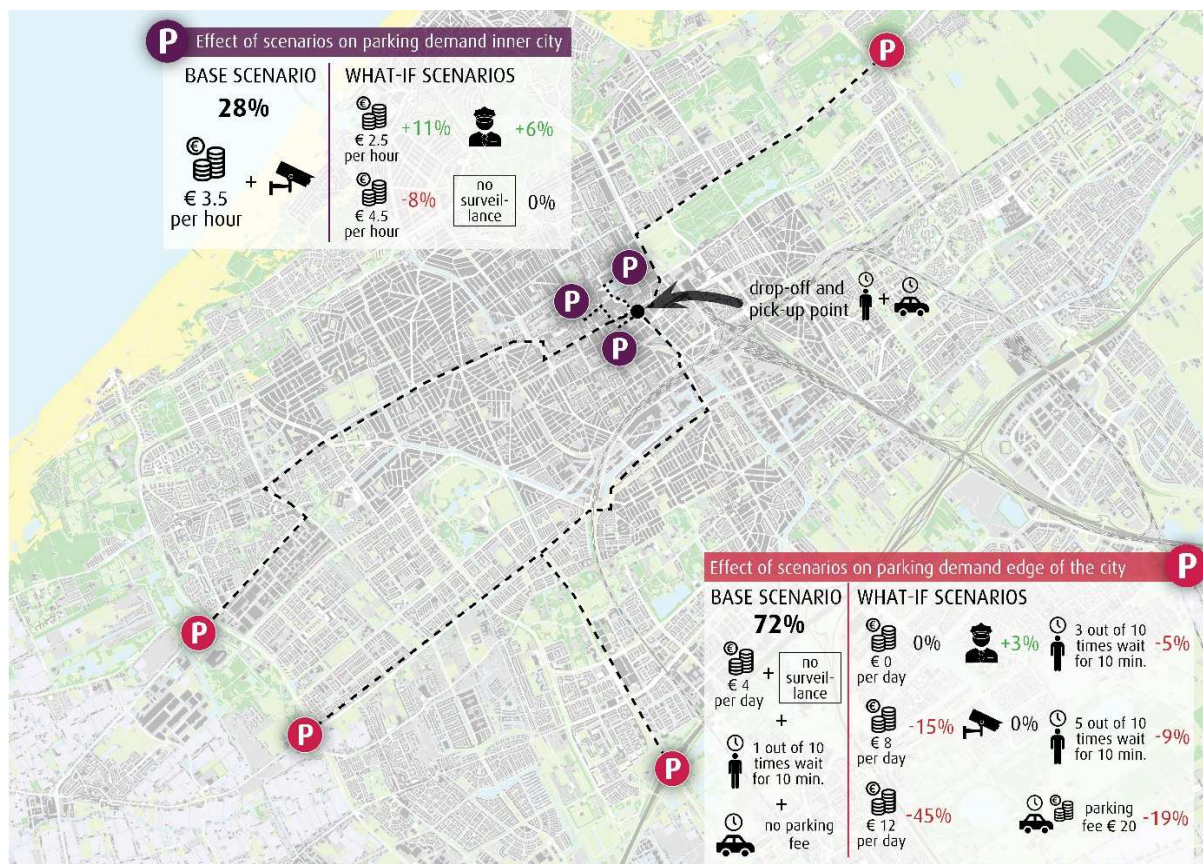 P Effect of scenarios on parking demand inner city
BASE SCENARIO
28%
€
€ 3.5
per hour
+
WHAT-IF SCENARIOS
€
€ 2.5
per hour
+11%
+6%
€
€ 4.5
per hour
-8%
no
surveil-
lance
0%
P
P
P
P
drop-off and
pick-up point
+
P
P
P
Effect of scenarios on parking demand edge of the city P
BASE SCENARIO
72%
€
€ 4
per day
+
no
surveil-
lance
+
1 out of 10
times wait
for 10 min.
+
no parking
fee
WHAT-IF SCENARIOS
€
€ 0
per day
0%
+3%
3 out of 10
times wait
for 10 min.
-5%
€
€ 8
per day
-15%
0%
5 out of 10
times wait
for 10 min.
-9%
€
€ 12
per day
-45%
€
parking
fee € 20
-19%